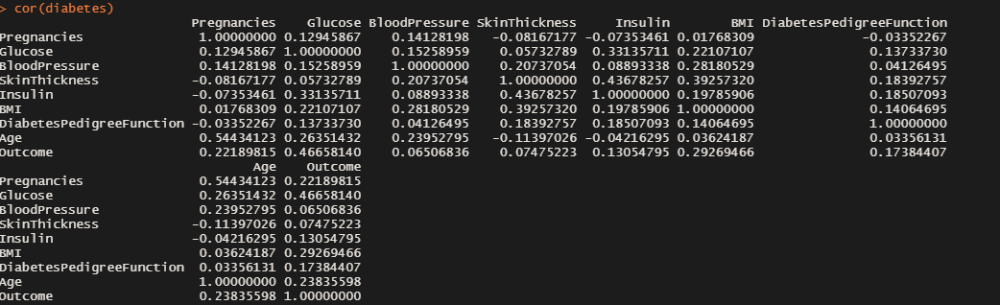 > cor(diabetes)
Pregnancies Glucose BloodPressure SkinThickness Insulin BMI DiabetesPedigreeFunction
Pregnancies 1.00000000 0.12945867 0.14128198 -0.08167177 -0.07353461 0.01768309 -0.03352267
Glucose 0.12945867 1.00000000 0.15258959 0.05732789 0.33135711 0.22107107 0.13733730
BloodPressure 0.14128198 0.15258959 1.00000000 0.20737054 0.08893338 0.28180529 0.04126495
SkinThickness -0.08167177 0.05732789 0.20737054 1.00000000 0.43678257 0.39257320 0.18392757
Insulin -0.07353461 0.33135711 0.08893338 0.43678257 1.00000000 0.19785906 0.18507093
BMI 0.01768309 0.22107107 0.28180529 0.39257320 0.19785906 1.00000000 0.14064695
DiabetesPedigreeFunction -0.03352267 0.13733730 0.04126495 0.18392757 0.18507093 0.14064695 1.00000000
Age 0.54434123 0.26351432 0.23952795 -0.11397026 -0.04216295 0.03624187 0.03356131
Outcome 0.22189815 0.46658140 0.06506836 0.07475223 0.13054795 0.29269466 0.17384407
Age Outcome
Pregnancies 0.54434123 0.22189815
Glucose 0.26351432 0.46658140
BloodPressure 0.23952795 0.06506836
SkinThickness -0.11397026 0.07475223
Insulin -0.04216295 0.13054795
BMI 0.03624187 0.29269466
DiabetesPedigreeFunction 0.03356131 0.17384407
Age 1.00000000 0.23835598
Outcome 0.23835598 1.00000000